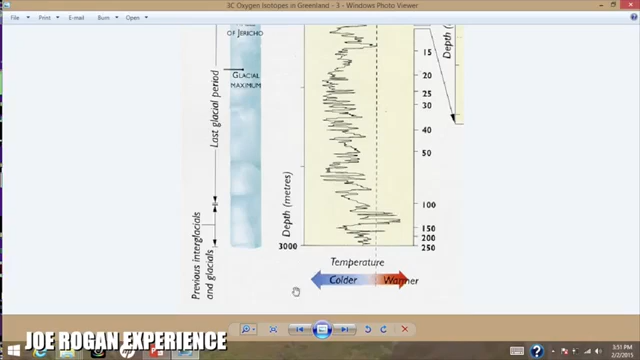 3C Oxygen Isotopes in Greenland - 3 - Windows Photo Viewer
File Print E-mail Burn Open
OF JERICHO
GLACIAL
MAXIMUM
Last glacial period
Previous interglacials
and glacials
Depth (metres)
3000
15
20
25
30
40
50
100
150
200
250
Depth (
Temperature
Colder Warmer
JOE ROGAN EXPERIENCE
3:51 PM
2/2/2015